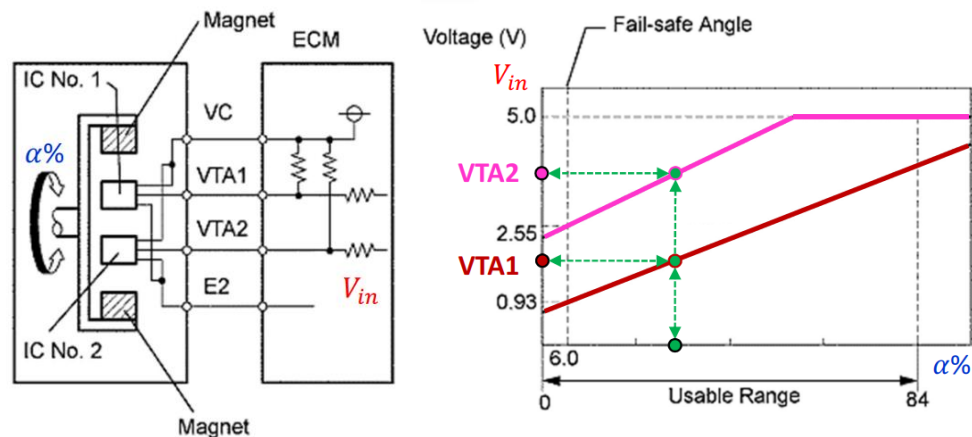 Magnet
ECM
IC No. 1
VC
α%
VTA1
VTA2
E2
V_in
IC No. 2
Magnet
Voltage (V)
Fail-safe Angle
V_in
5.0
VTA2
2.55
VTA1
0.93
6.0
α%
Usable Range
0
84